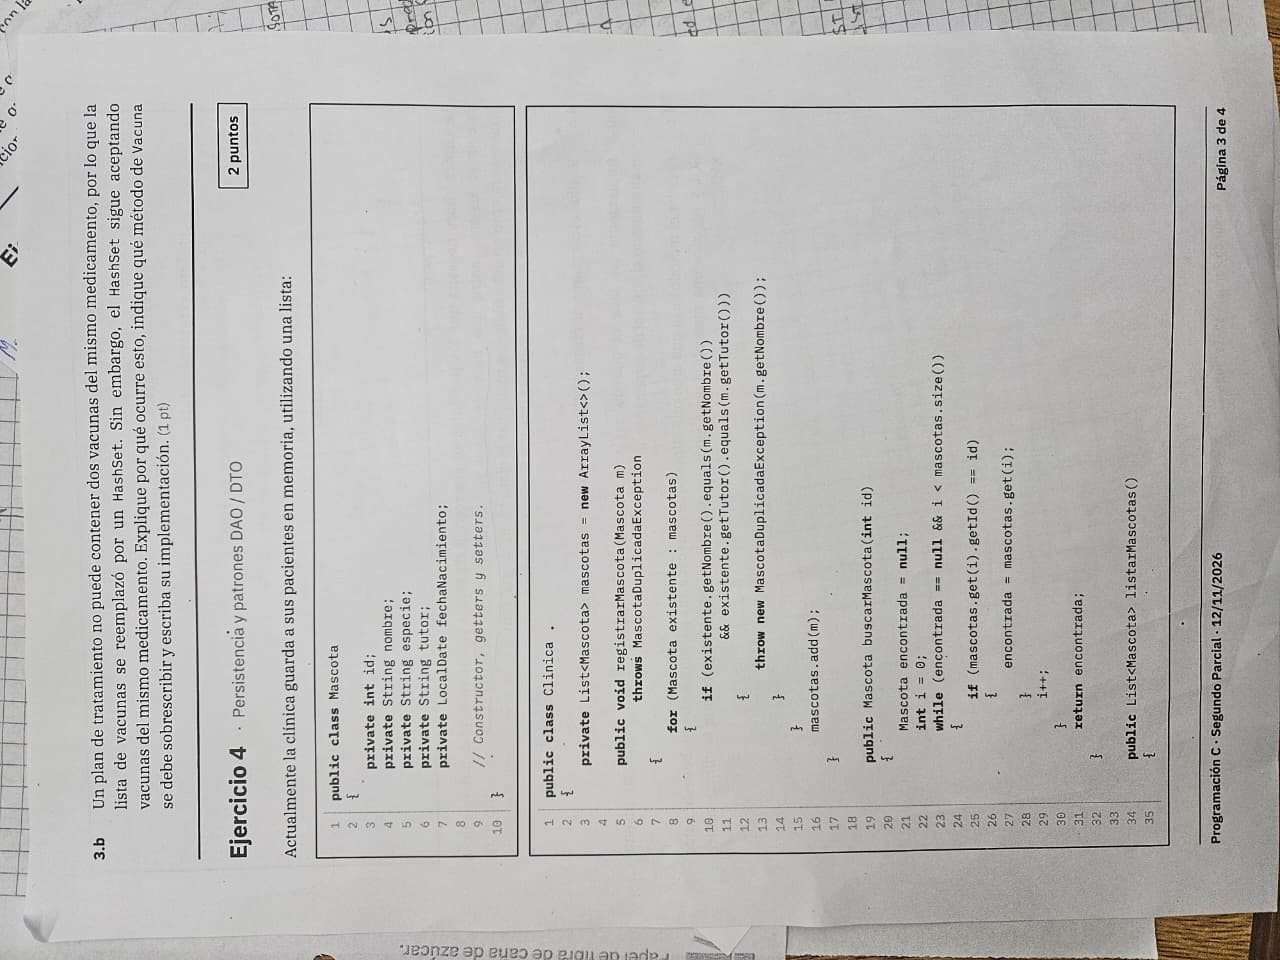 3.b Un plan de tratamiento no puede contener dos vacunas del mismo medicamento, por lo que la
lista de vacunas se reemplazó por un HashSet. Sin embargo, el HashSet sigue aceptando
vacunas del mismo medicamento. Explique por qué ocurre esto, indique qué método de Vacuna
se debe sobrescribir y escriba su implementación. (1 pt)
Ejercicio 4 · Persistencia y patrones DAO / DTO
2 puntos
Actualmente la clínica guarda a sus pacientes en memoria, utilizando una lista:
1 public class Mascota
2 {
3     private int id;
4     private String nombre;
5     private String especie;
6     private String tutor;
7     private LocalDate fechaNacimiento;
8
9     // Constructor, getters y setters.
10 }
1 public class Clinica
2 {
3     private List<Mascota> mascotas = new ArrayList<>();
4
5     public void registrarMascota(Mascota m)
6             throws MascotaDuplicadaException
7     {
8         for (Mascota existente : mascotas)
9         {
10             if (existente.getNombre().equals(m.getNombre())
11                     && existente.getTutor().equals(m.getTutor()))
12             {
13                 throw new MascotaDuplicadaException(m.getNombre());
14             }
15         }
16         mascotas.add(m);
17     }
18
19     public Mascota buscarMascota(int id)
20     {
21         Mascota encontrada = null;
22         int i = 0;
23         while (encontrada == null && i < mascotas.size())
24         {
25             if (mascotas.get(i).getId() == id)
26             {
27                 encontrada = mascotas.get(i);
28             }
29             i++;
30         }
31         return encontrada;
32     }
33
34     public List<Mascota> listarMascotas()
35     {
Programación C · Segundo Parcial · 12/11/2026
Página 3 de 4
Papel de fibra de caña de azúcar.